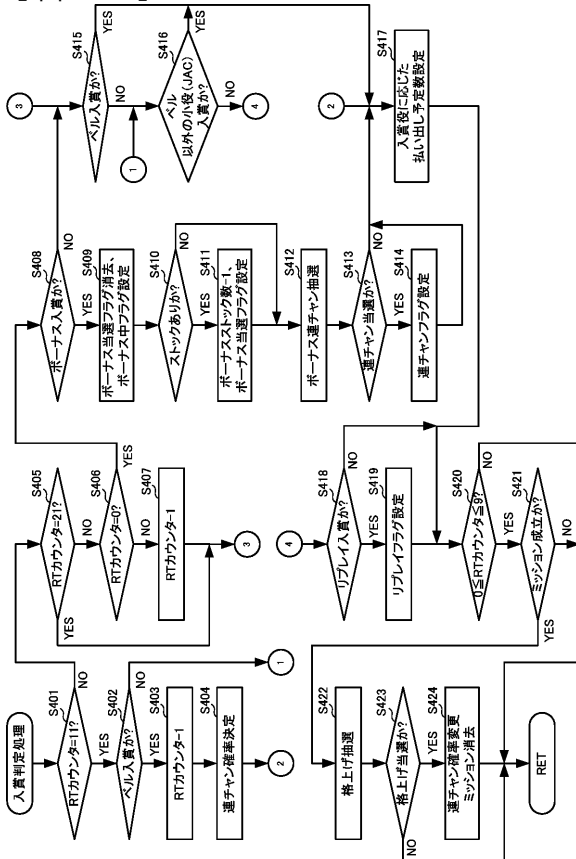 入賞判定処理
S401
RTカウンタ=11?
YES
NO
S402
ベル入賞か?
YES
NO
S403
RTカウンタ-1
S404
連チャン確率決定
2
1
S405
RTカウンタ=21?
YES
NO
S406
RTカウンタ=0?
YES
NO
S407
RTカウンタ-1
3
S408
ボーナス入賞か?
NO
YES
S409
ボーナス当選フラグ消去、
ボーナス中フラグ設定
S410
ストックありか?
NO
YES
S411
ボーナスストック数-1、
ボーナス当選フラグ設定
S412
ボーナス連チャン抽選
S413
連チャン当選か?
NO
YES
S414
連チャンフラグ設定
3
S415
ベル入賞か?
YES
NO
1
S416
ベル
以外の小役(JAC)
入賞か?
YES
NO
4
2
S417
入賞役に応じた
払い出し予定数設定
4
S418
リプレイ入賞か?
NO
YES
S419
リプレイフラグ設定
S420
0≦RTカウンタ≦9?
NO
YES
S421
ミッション成立か?
NO
YES
S422
格上げ抽選
S423
格上げ当選か?
NO
YES
S424
連チャン確率変更
ミッション消去
RET